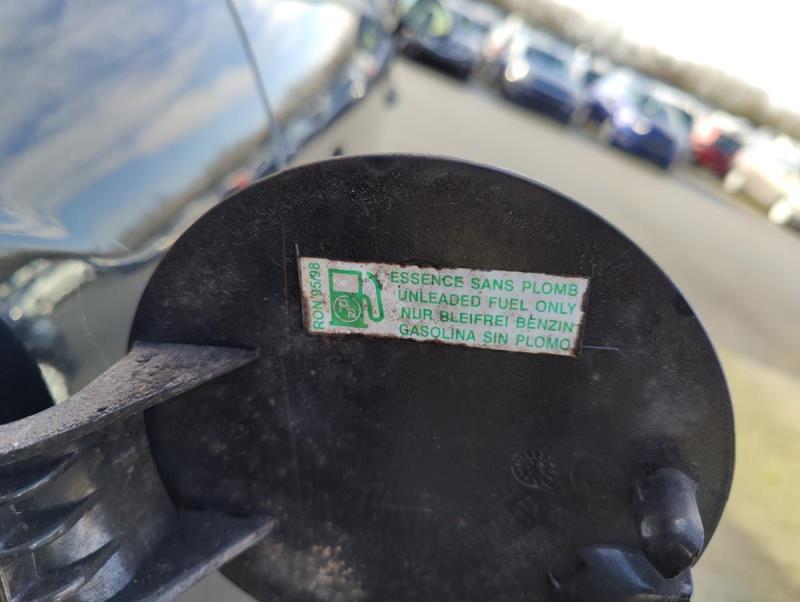 RON 95/98
ESSENCE SANS PLOMB
UNLEADED FUEL ONLY
NUR BLEIFREI BENZIN
GASOLINA SIN PLOMO